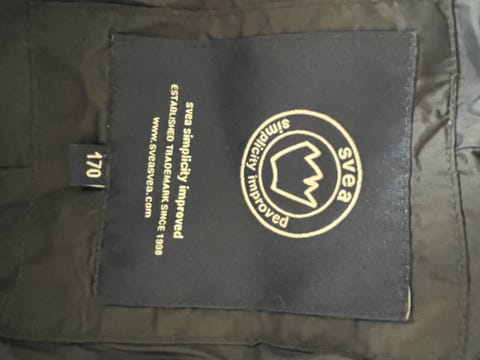 svea
simplicity improved
svea simplicity improved
ESTABLISHED TRADEMARK SINCE 1998
www.sveasvea.com
170